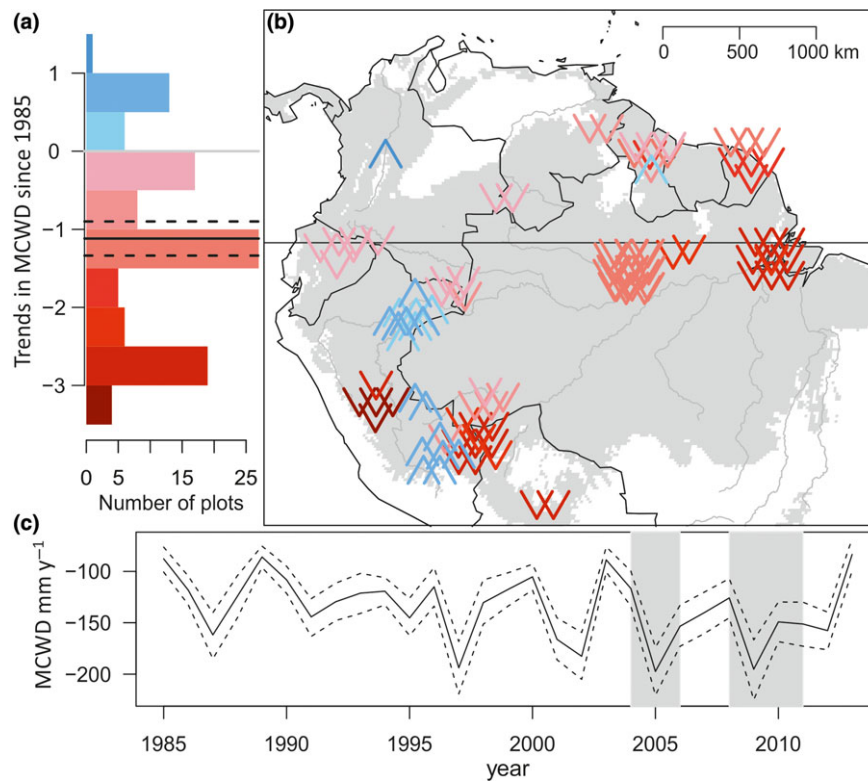 (a)
Trends in MCWD since 1985
1
0
−1
−2
−3
0 5 15 25
Number of plots
(b)
0 500 1000 km
(c)
MCWD mm y⁻¹
−100
−150
−200
1985 1990 1995 2000 2005 2010
year